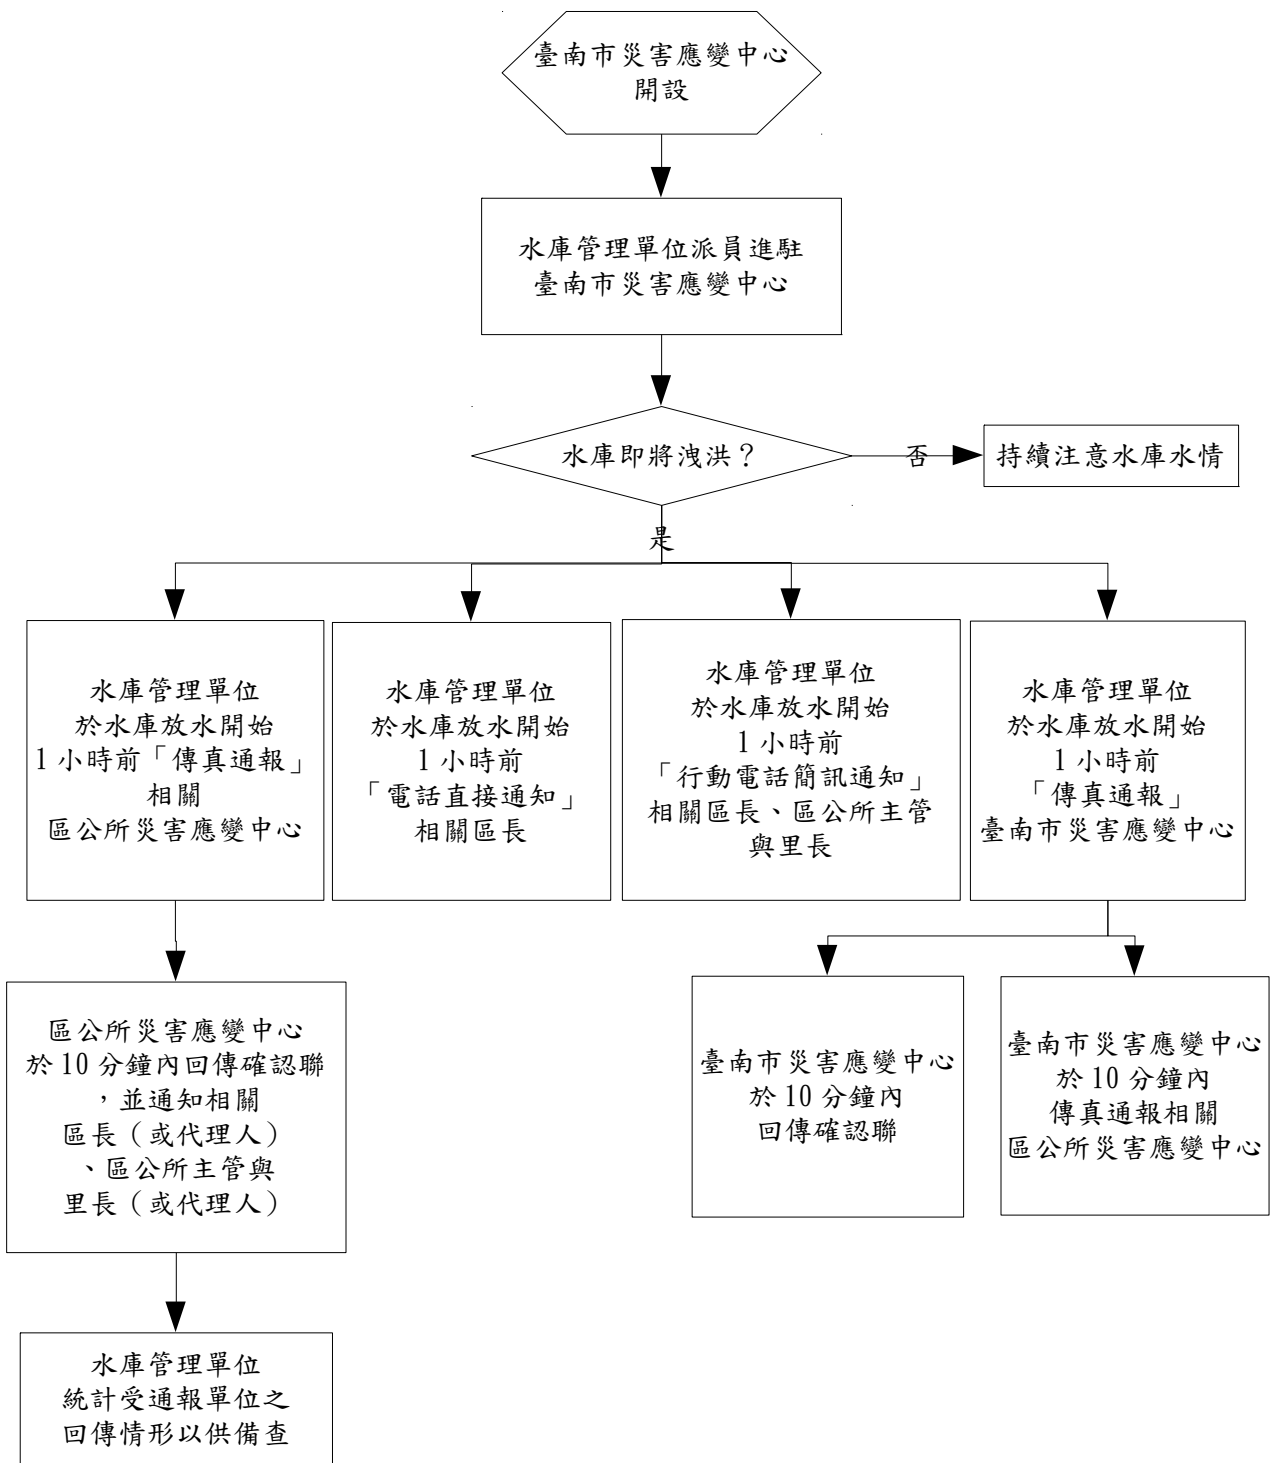 臺南市災害應變中心
開設
水庫管理單位派員進駐
臺南市災害應變中心
水庫即將洩洪？
否
持續注意水庫水情
是
水庫管理單位
於水庫放水開始
1小時前「傳真通報」
相關
區公所災害應變中心
水庫管理單位
於水庫放水開始
1小時前
「電話直接通知」
相關區長
水庫管理單位
於水庫放水開始
1小時前
「行動電話簡訊通知」
相關區長、區公所主管
與里長
水庫管理單位
於水庫放水開始
1小時前
「傳真通報」
臺南市災害應變中心
區公所災害應變中心
於10分鐘內回傳確認聯
，並通知相關
區長（或代理人）
、區公所主管與
里長（或代理人）
臺南市災害應變中心
於10分鐘內
回傳確認聯
臺南市災害應變中心
於10分鐘內
傳真通報相關
區公所災害應變中心
水庫管理單位
統計受通報單位之
回傳情形以供備查